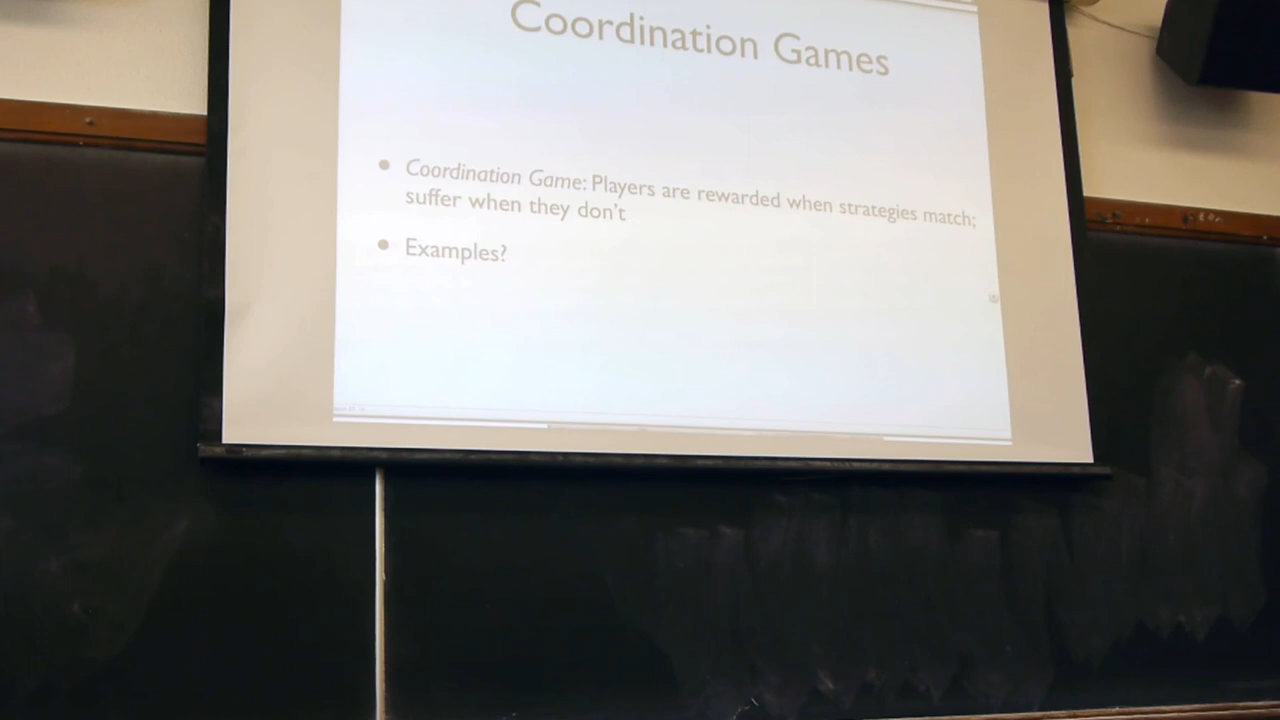 Coordination Games
• Coordination Game: Players are rewarded when strategies match;
suffer when they don't
• Examples?